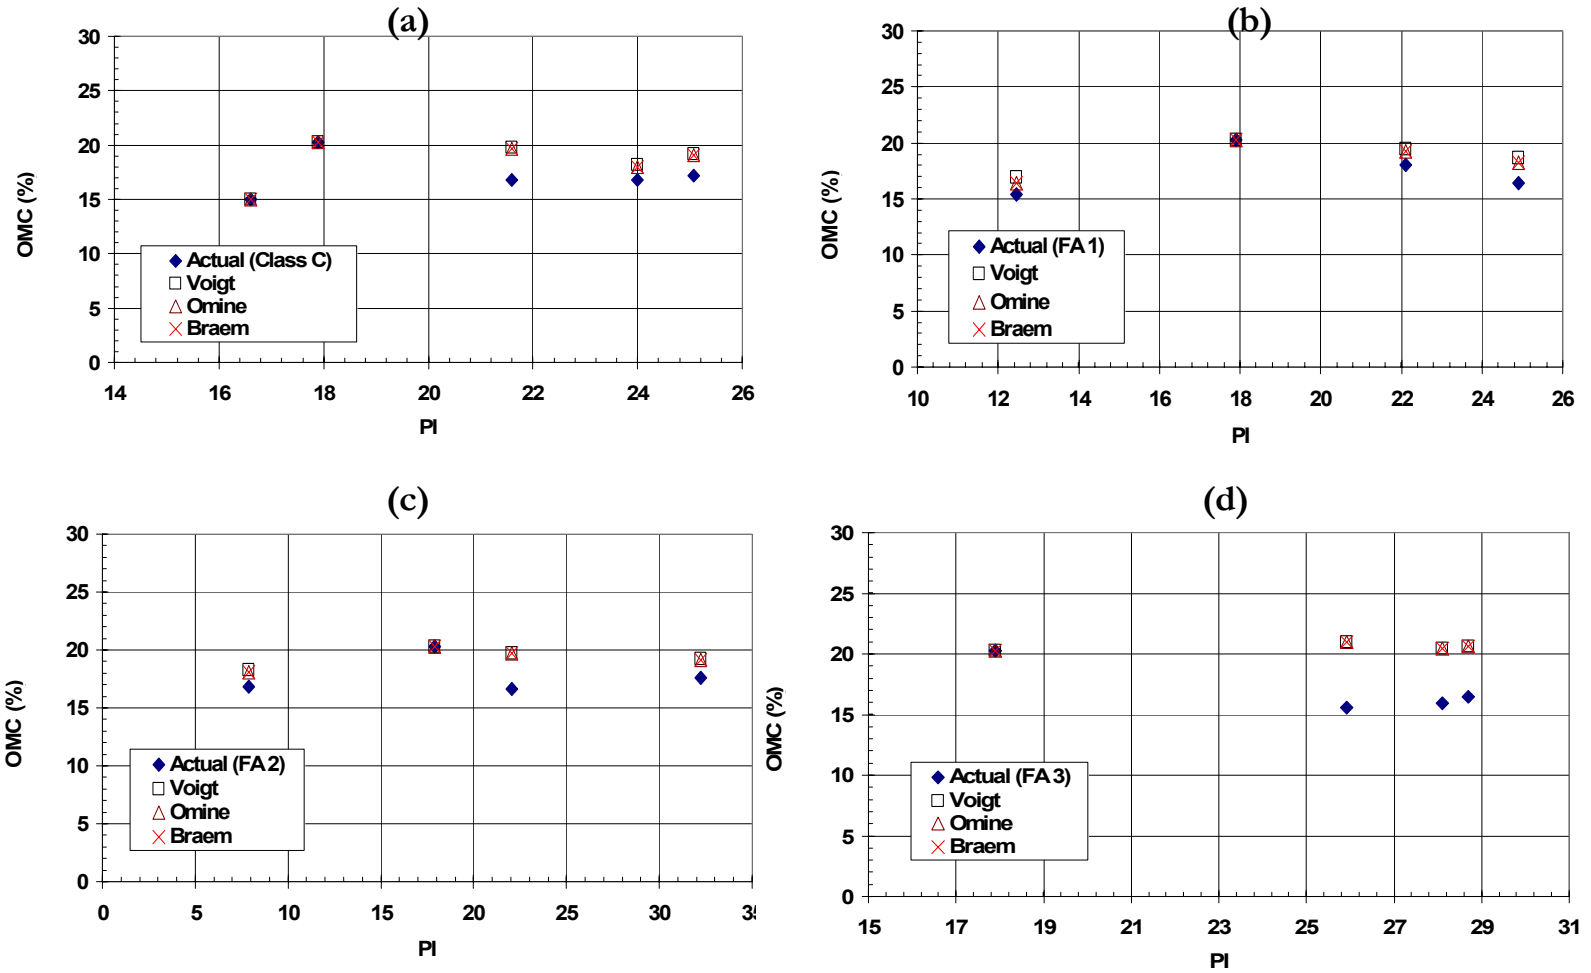 (a)
30
25
20
15
10
5
0
OMC (%)
Actual (Class C)
Voigt
Omine
Braem
14 16 18 20 22 24 26
PI
(b)
30
25
20
15
10
5
0
OMC (%)
Actual (FA 1)
Voigt
Omine
Braem
10 12 14 16 18 20 22 24 26
PI
(c)
30
25
20
15
10
5
0
OMC (%)
Actual (FA 2)
Voigt
Omine
Braem
0 5 10 15 20 25 30
PI
(d)
30
25
20
15
10
5
0
OMC (%)
Actual (FA 3)
Voigt
Omine
Braem
15 17 19 21 23 25 27 29 31
PI